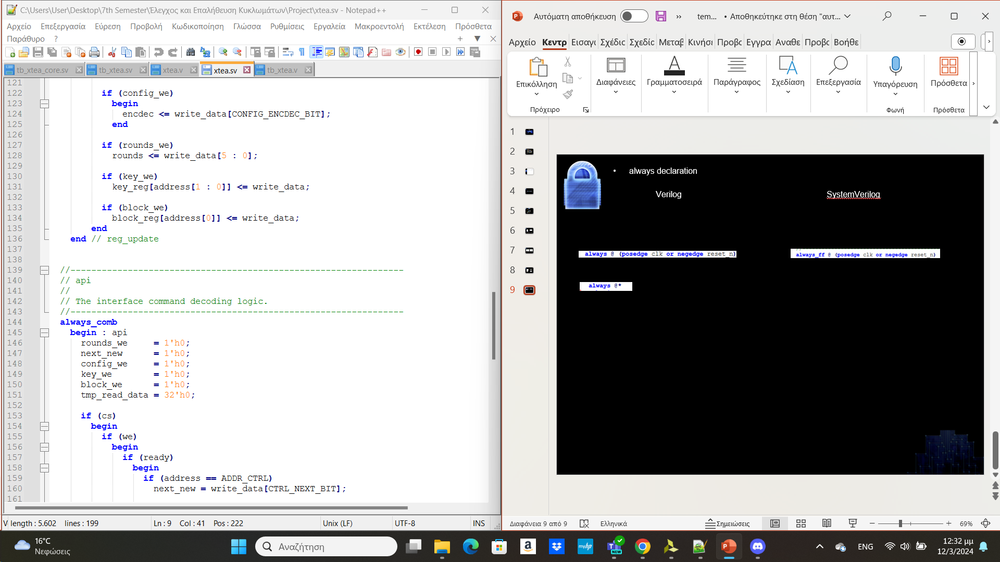 C:\Users\User\Desktop\7th Semester\Έλεγχος και Επαλήθευση Κυκλωμάτων\Project\xtea.sv - Notepad++
Αρχείο Επεξεργασία Εύρεση Προβολή Κωδικοποίηση Γλώσσα Ρυθμίσεις Εργαλεία Μακροεντολή Εκτέλεση Πρόσθετα
Παράθυρο ?
tb_xtea_core.sv tb_xtea.sv xtea.v xtea.sv tb_xtea.v
121
122 if (config_we)
123 begin
124 encdec <= write_data[CONFIG_ENCDEC_BIT];
125 end
126
127 if (rounds_we)
128 rounds <= write_data[5 : 0];
129
130 if (key_we)
131 key_reg[address[1 : 0]] <= write_data;
132
133 if (block_we)
134 block_reg[address[0]] <= write_data;
135 end
136 end // reg_update
137
138
139 //----------------------------------------------------------------
140 // api
141 //
142 // The interface command decoding logic.
143 //----------------------------------------------------------------
144 always_comb
145 begin : api
146 rounds_we = 1'h0;
147 next_new = 1'h0;
148 config_we = 1'h0;
149 key_we = 1'h0;
150 block_we = 1'h0;
151 tmp_read_data = 32'h0;
152
153 if (cs)
154 begin
155 if (we)
156 begin
157 if (ready)
158 begin
159 if (address == ADDR_CTRL)
160 next_new = write_data[CTRL_NEXT_BIT];
161
length : 5.602 lines : 199 Ln : 9 Col : 41 Pos : 222 Unix (LF) UTF-8 INS
Αυτόματη αποθήκευση tem... • Αποθηκεύτηκε στη θέση "αυτ...
Αρχείο Κεντρ Εισαγι Σχέδις Σχεδίς Μεταβ Κινήσε Προβς Εγγρα Αναθε Προβς Βοήθε
Επικόλληση Διαφάνειες Γραμματοσειρά Παράγραφος Σχεδίαση Επεξεργασία Υπαγόρευση Πρόσθετα
Πρόχειρο Φωνή Πρόσθετα
1
2
3
4
5
6
7
8
9
• always declaration
Verilog SystemVerilog
always @ (posedge clk or negedge reset_n) always_ff @ (posedge clk or negedge reset_n)
always @*
Διαφάνεια 9 από 9 Ελληνικά Σημειώσεις 69%
16°C
Νεφώσεις
Αναζήτηση
myhp
NEW
ENG
12:32 μμ
12/3/2024